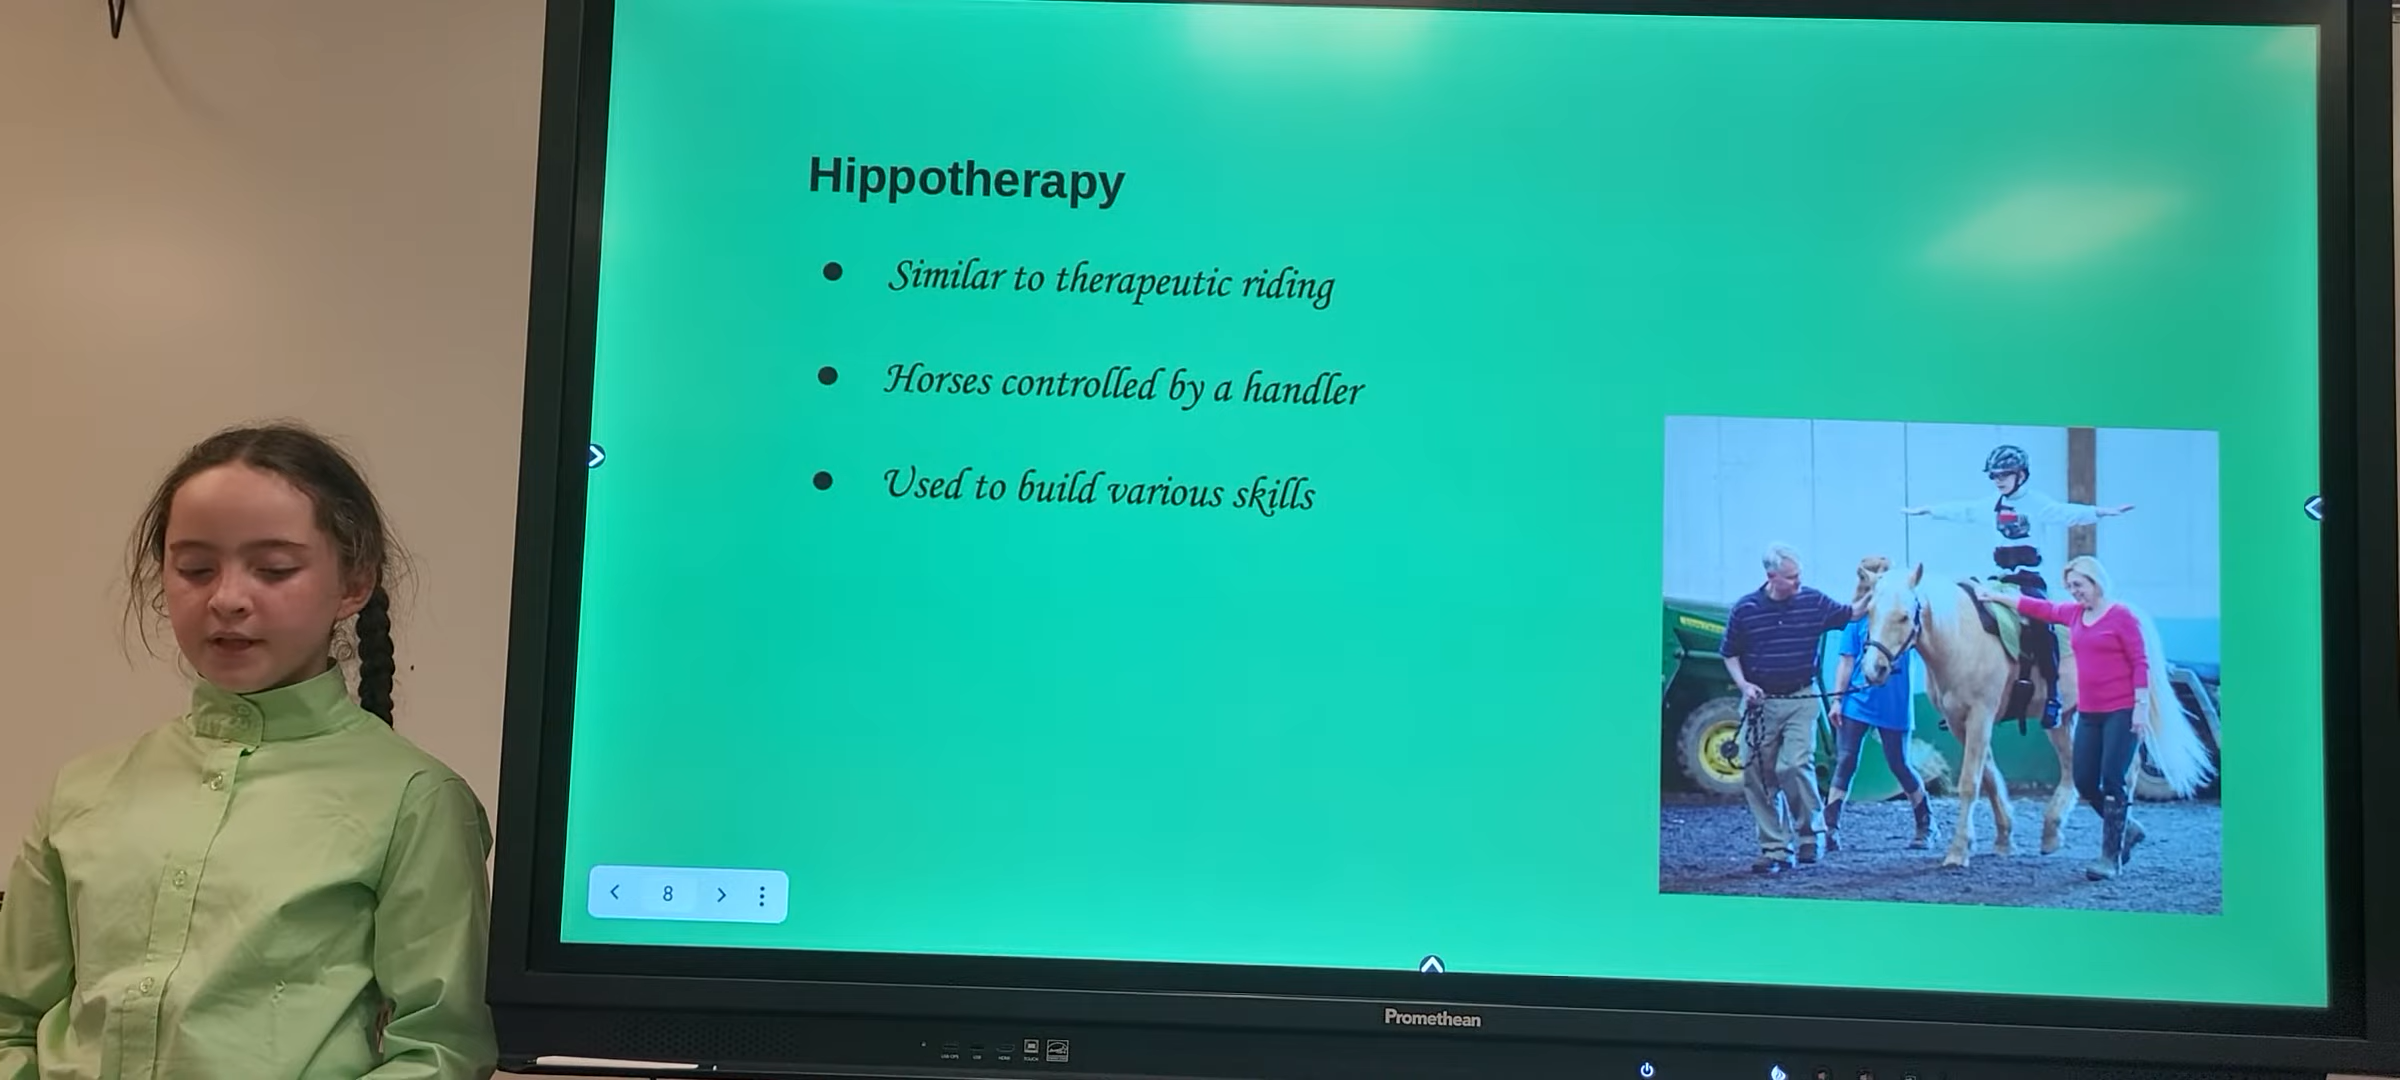 Hippotherapy
● Similar to therapeutic riding
● Horses controlled by a handler
● Used to build various skills
8
Promethean